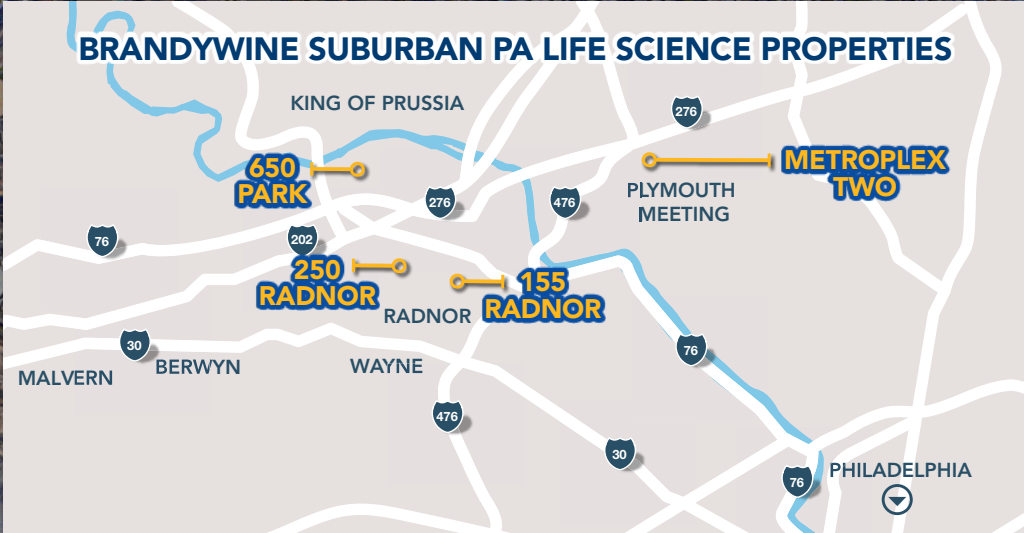 BRANDYWINE SUBURBAN PA LIFE SCIENCE PROPERTIES
KING OF PRUSSIA
276
650
PARK
METROPLEX
TWO
PLYMOUTH
MEETING
276
476
76
202
250
RADNOR
155
RADNOR
RADNOR
30
BERWYN
MALVERN
WAYNE
76
476
30
76
PHILADELPHIA